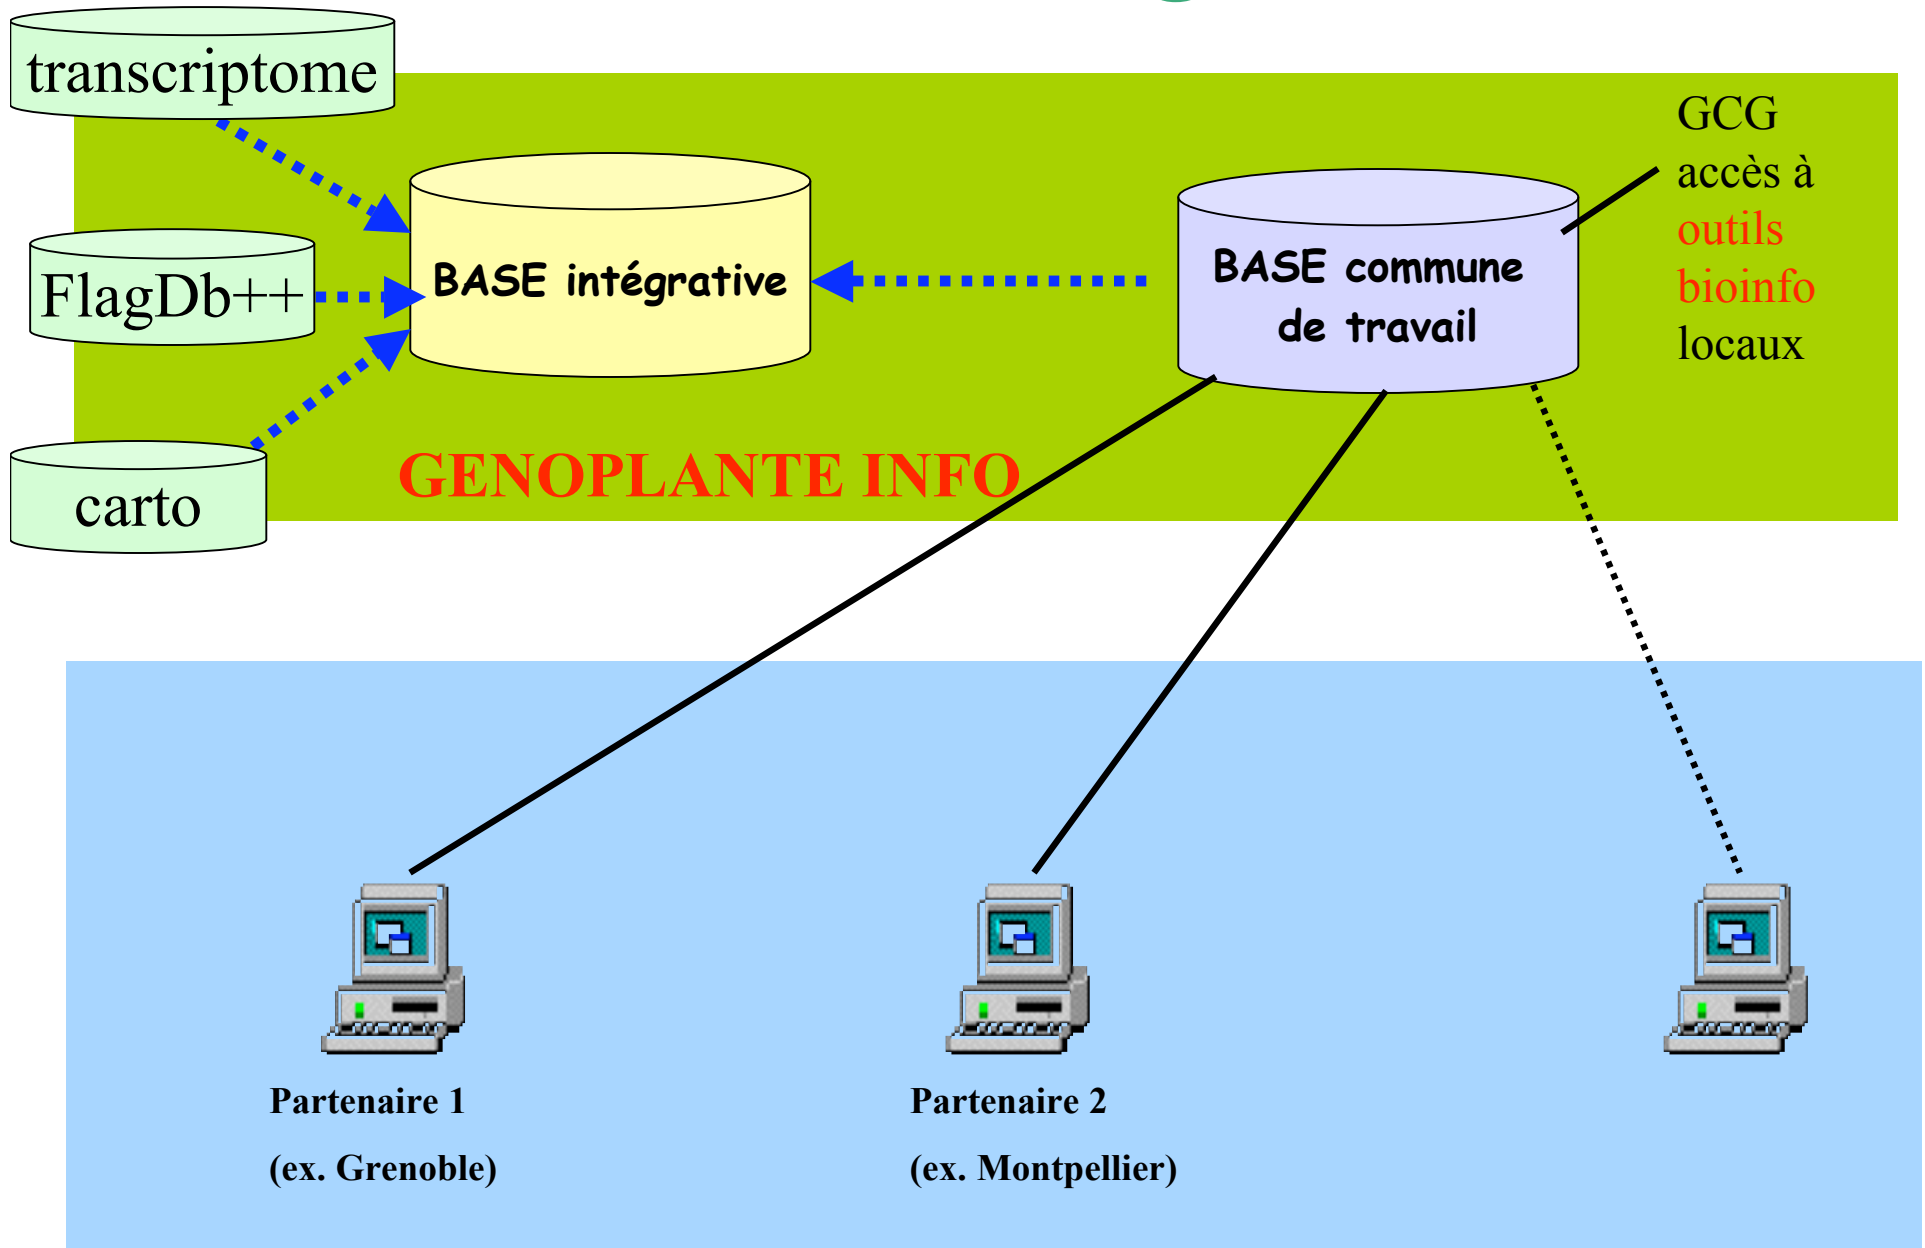 transcriptome
GCG
accès à
outils
bioinfo
locaux
FlagDb++
BASE intégrative
BASE commune
de travail
carto
GENOPLANTE INFO
Partenaire 1
(ex. Grenoble)
Partenaire 2
(ex. Montpellier)